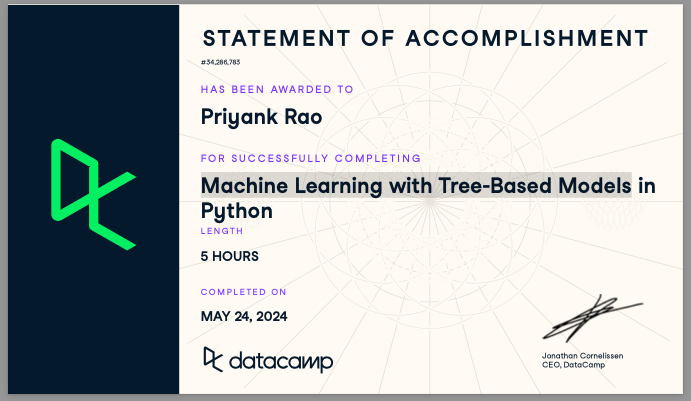 STATEMENT OF ACCOMPLISHMENT
#34,286,783
HAS BEEN AWARDED TO
Priyank Rao
FOR SUCCESSFULLY COMPLETING
Machine Learning with Tree-Based Models in
Python
LENGTH
5 HOURS
COMPLETED ON
MAY 24, 2024
datacamp
Jonathan Cornelissen
CEO, DataCamp